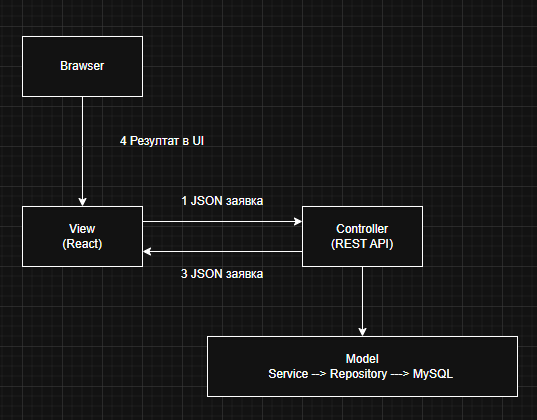 Brawser
4 Резултат в UI
1 JSON заявка
View
(React)
Controller
(REST API)
3 JSON заявка
Model
Service --> Repository ---> MySQL